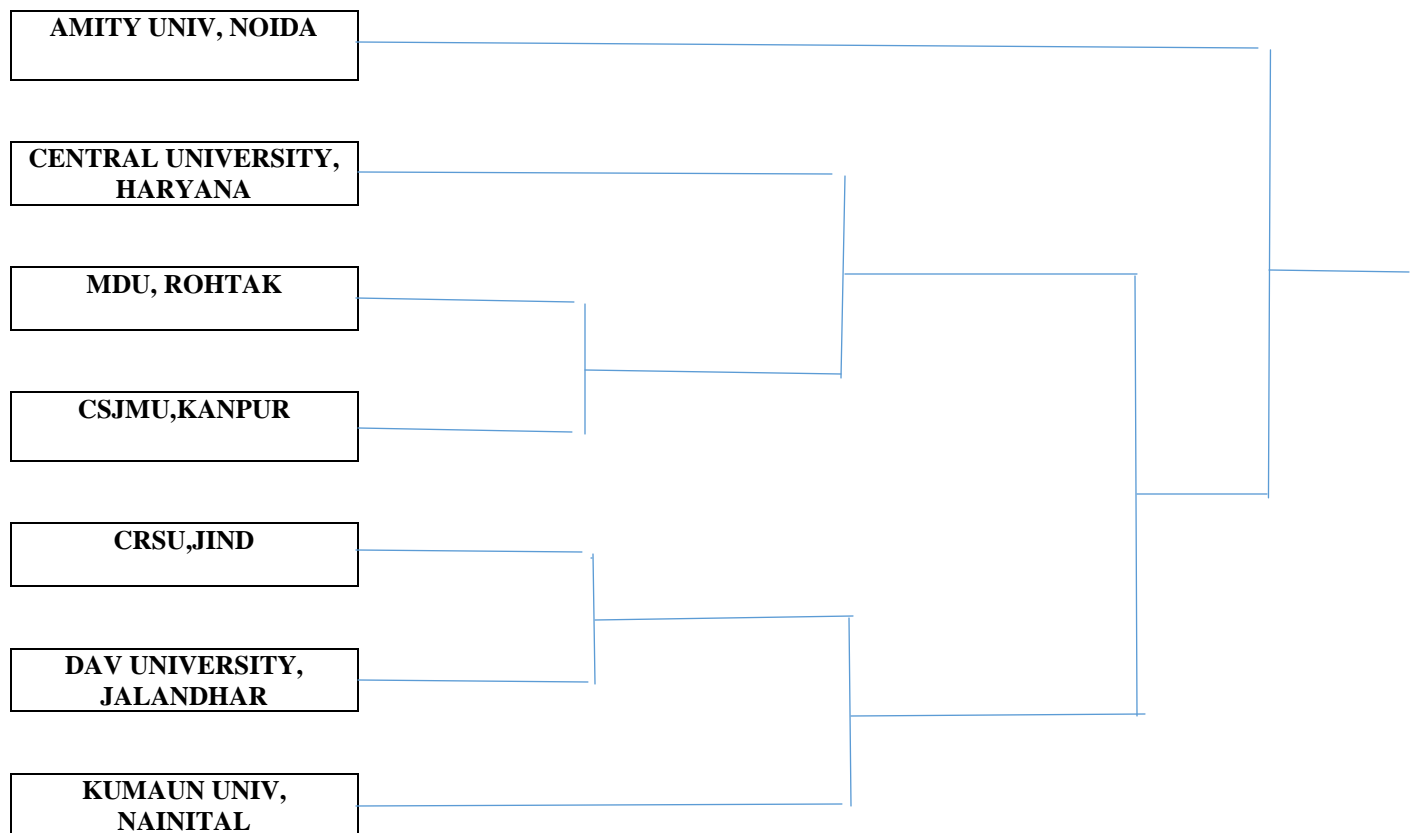 AMITY UNIV, NOIDA
CENTRAL UNIVERSITY,
HARYANA
MDU, ROHTAK
CSJMU,KANPUR
CRSU,JIND
DAV UNIVERSITY,
JALANDHAR
KUMAUN UNIV,
NAINITAL